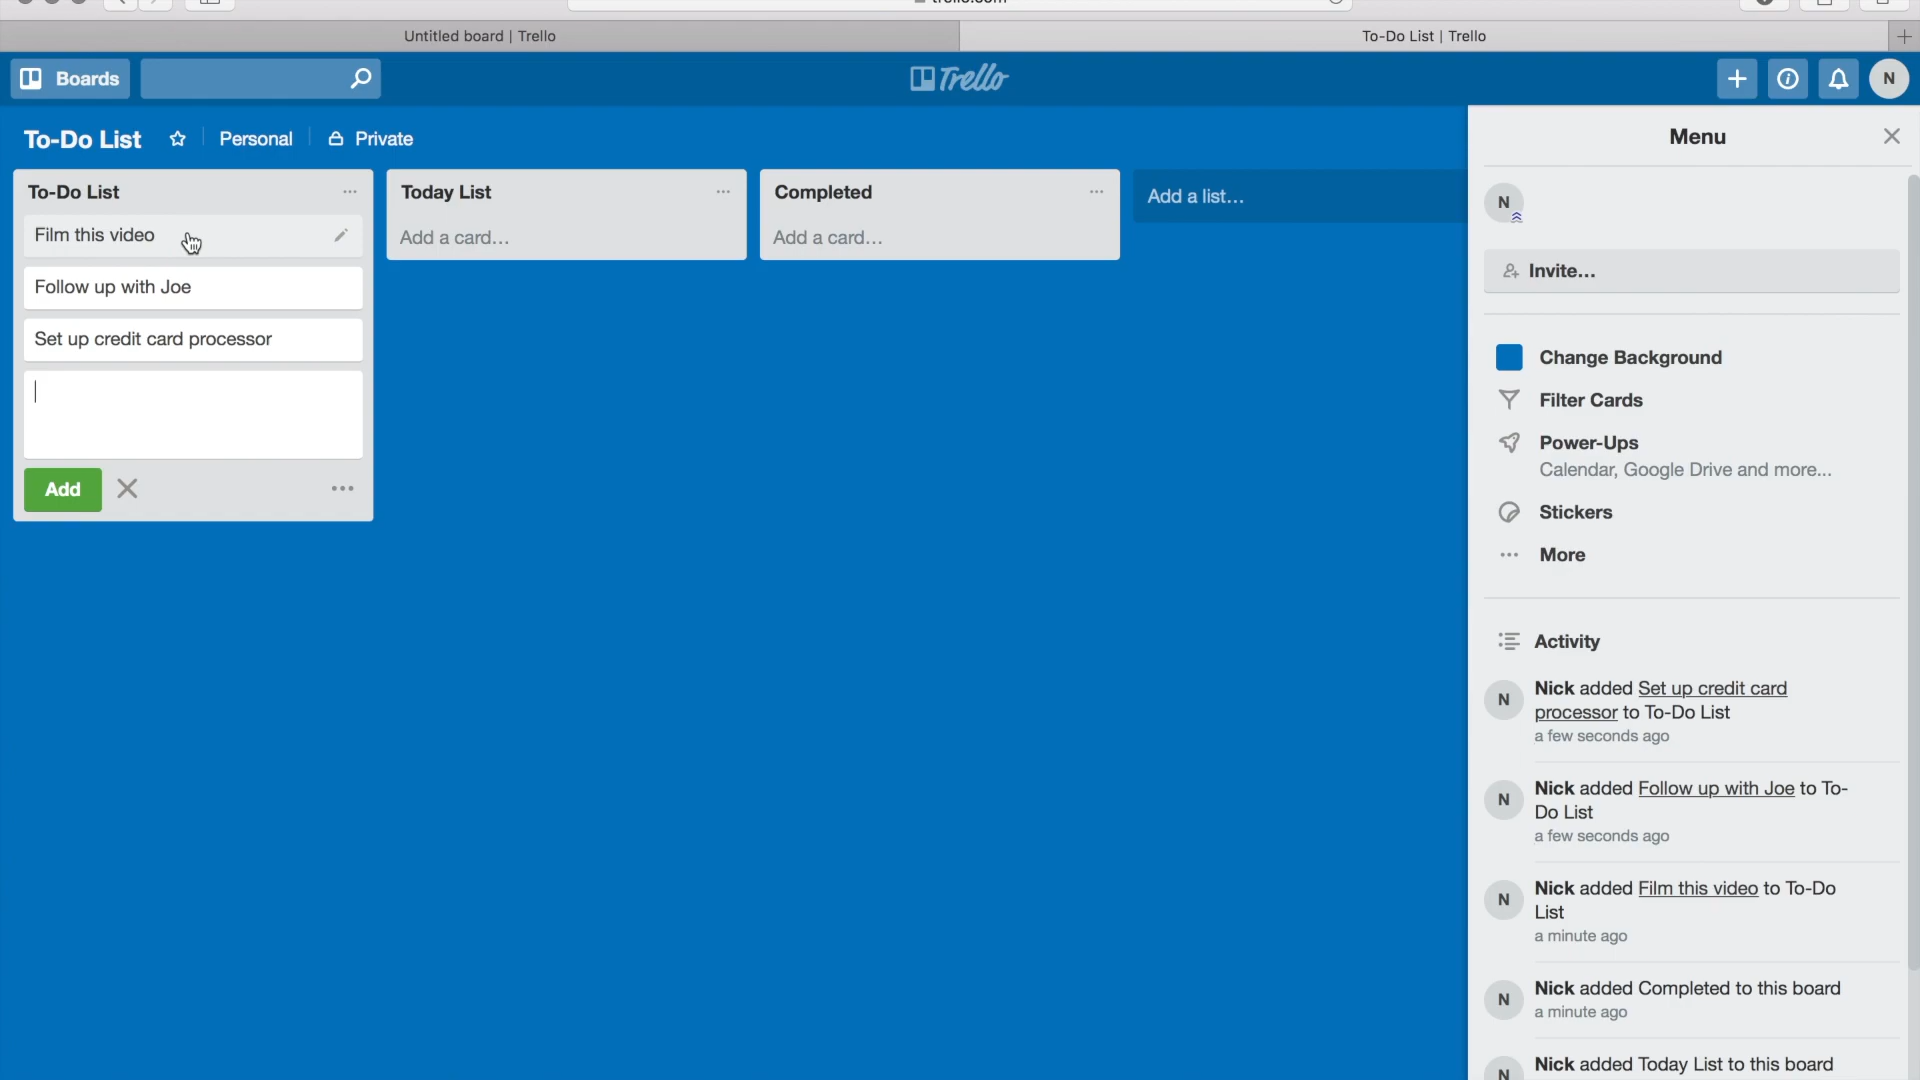 Untitled board | Trello
To-Do List | Trello
Boards
Trello
N
To-Do List
Personal
Private
Menu
To-Do List
Film this video
Follow up with Joe
Set up credit card processor
Add
Today List
Add a card...
Completed
Add a card...
Add a list...
N
Invite...
Change Background
Filter Cards
Power-Ups
Calendar, Google Drive and more...
Stickers
More
Activity
N
Nick added Set up credit card
processor to To-Do List
a few seconds ago
N
Nick added Follow up with Joe to To-
Do List
a few seconds ago
N
Nick added Film this video to To-Do
List
a minute ago
N
Nick added Completed to this board
a minute ago
N
Nick added Today List to this board